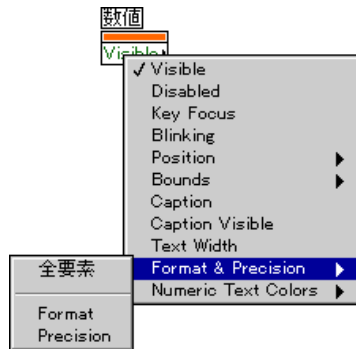 数値
Visible
Visible
Disabled
Key Focus
Blinking
Position
Bounds
Caption
Caption Visible
Text Width
Format & Precision
Numeric Text Colors
全要素
Format
Precision